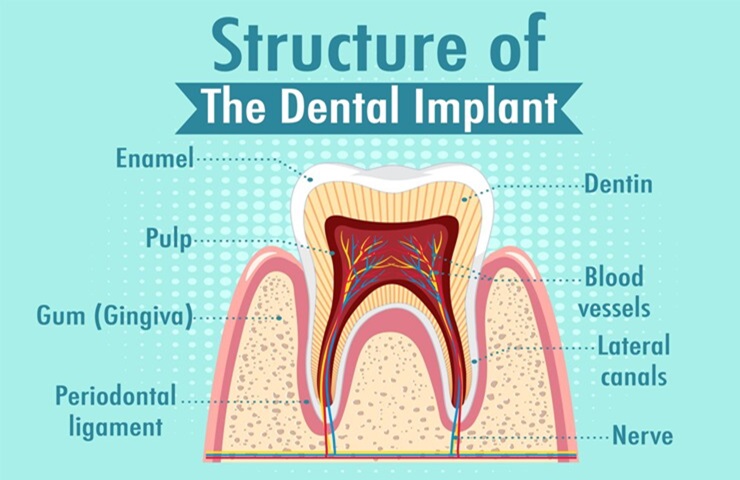 Structure of
The Dental Implant
Enamel
Dentin
Pulp
Blood
vessels
Gum (Gingiva)
Lateral
canals
Periodontal
ligament
Nerve